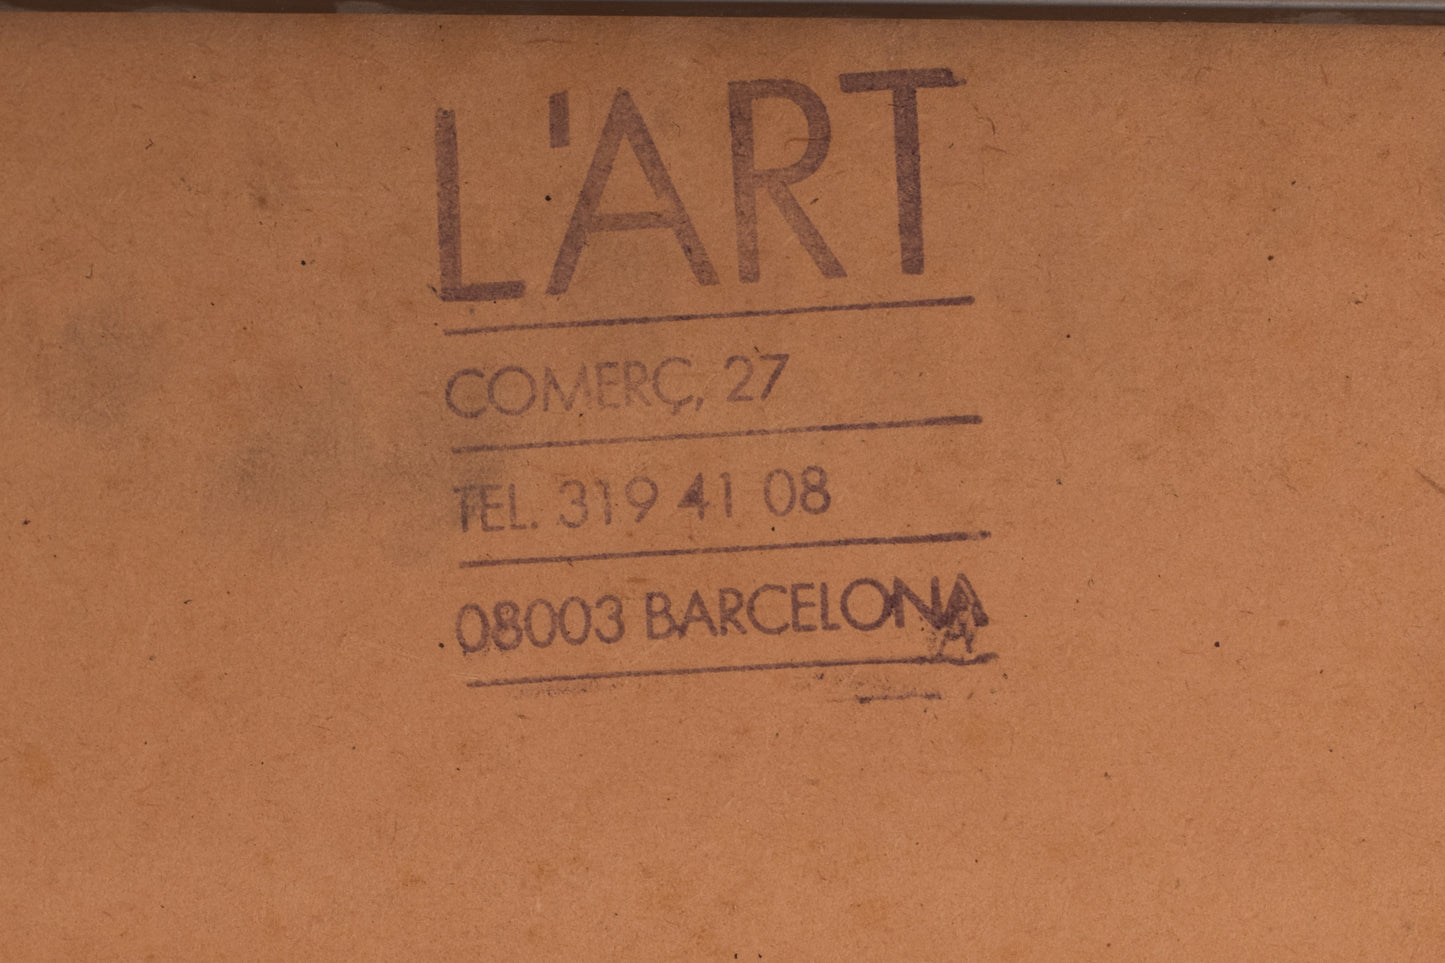 L'ART
COMERÇ, 27
TEL. 319 41 08
08003 BARCELONA